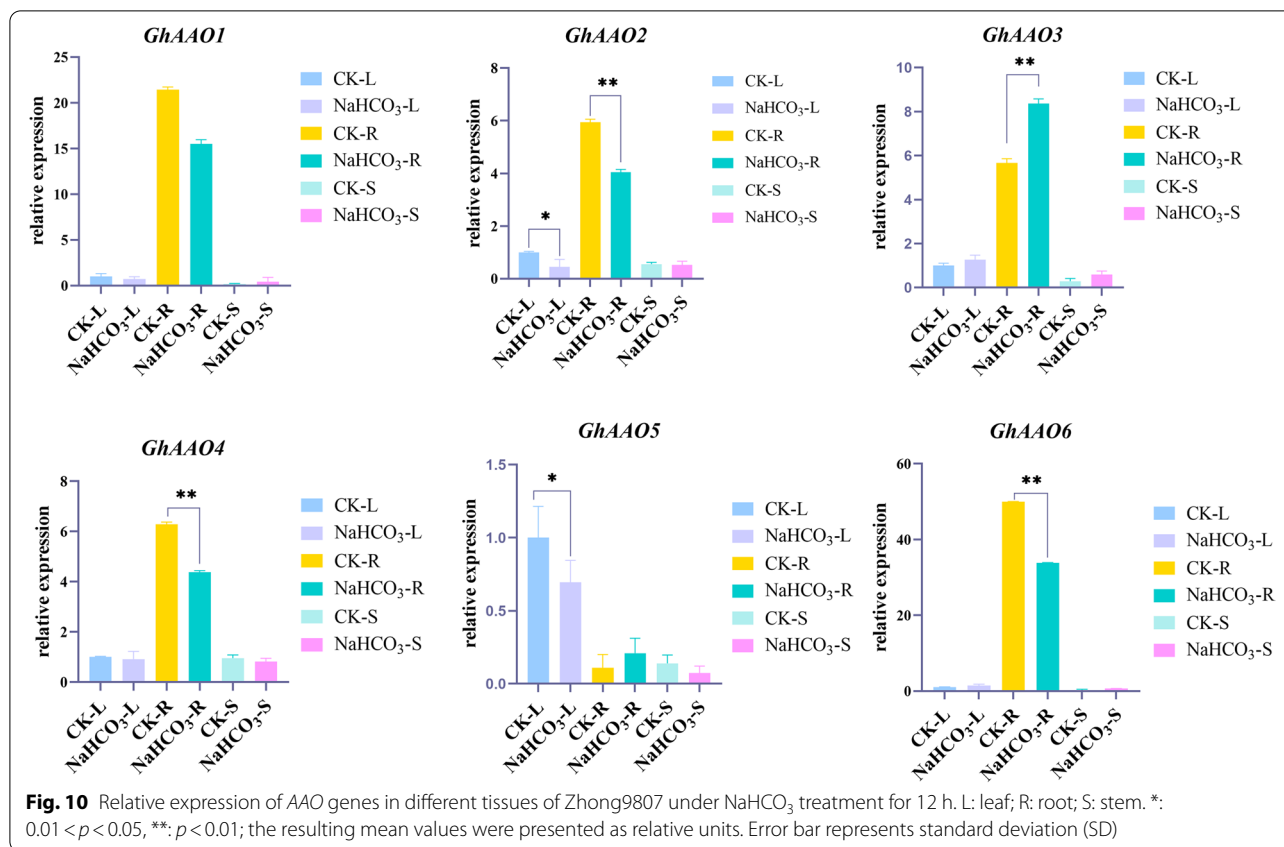 GhAAO1
relative expression
25
20
15
10
5
0
CK-L
NaHCO₃-L
CK-R
NaHCO₃-R
CK-S
NaHCO₃-S
CK-L
NaHCO₃-L
CK-R
NaHCO₃-R
CK-S
NaHCO₃-S
GhAAO2
relative expression
8
6
4
2
0
*
**
CK-L
NaHCO₃-L
CK-R
NaHCO₃-R
CK-S
NaHCO₃-S
CK-L
NaHCO₃-L
CK-R
NaHCO₃-R
CK-S
NaHCO₃-S
GhAAO3
relative expression
10
8
6
4
2
0
**
CK-L
NaHCO₃-L
CK-R
NaHCO₃-R
CK-S
NaHCO₃-S
CK-L
NaHCO₃-L
CK-R
NaHCO₃-R
CK-S
NaHCO₃-S
GhAAO4
relative expression
8
6
4
2
0
**
CK-L
NaHCO₃-L
CK-R
NaHCO₃-R
CK-S
NaHCO₃-S
CK-L
NaHCO₃-L
CK-R
NaHCO₃-R
CK-S
NaHCO₃-S
GhAAO5
relative expression
1.5
1.0
0.5
0.0
*
CK-L
NaHCO₃-L
CK-R
NaHCO₃-R
CK-S
NaHCO₃-S
CK-L
NaHCO₃-L
CK-R
NaHCO₃-R
CK-S
NaHCO₃-S
GhAAO6
relative expression
60
40
20
0
**
CK-L
NaHCO₃-L
CK-R
NaHCO₃-R
CK-S
NaHCO₃-S
CK-L
NaHCO₃-L
CK-R
NaHCO₃-R
CK-S
NaHCO₃-S
Fig. 10 Relative expression of AAO genes in different tissues of Zhong9807 under NaHCO₃ treatment for 12 h. L: leaf; R: root; S: stem. *:
0.01 < p < 0.05, **: p < 0.01; the resulting mean values were presented as relative units. Error bar represents standard deviation (SD)